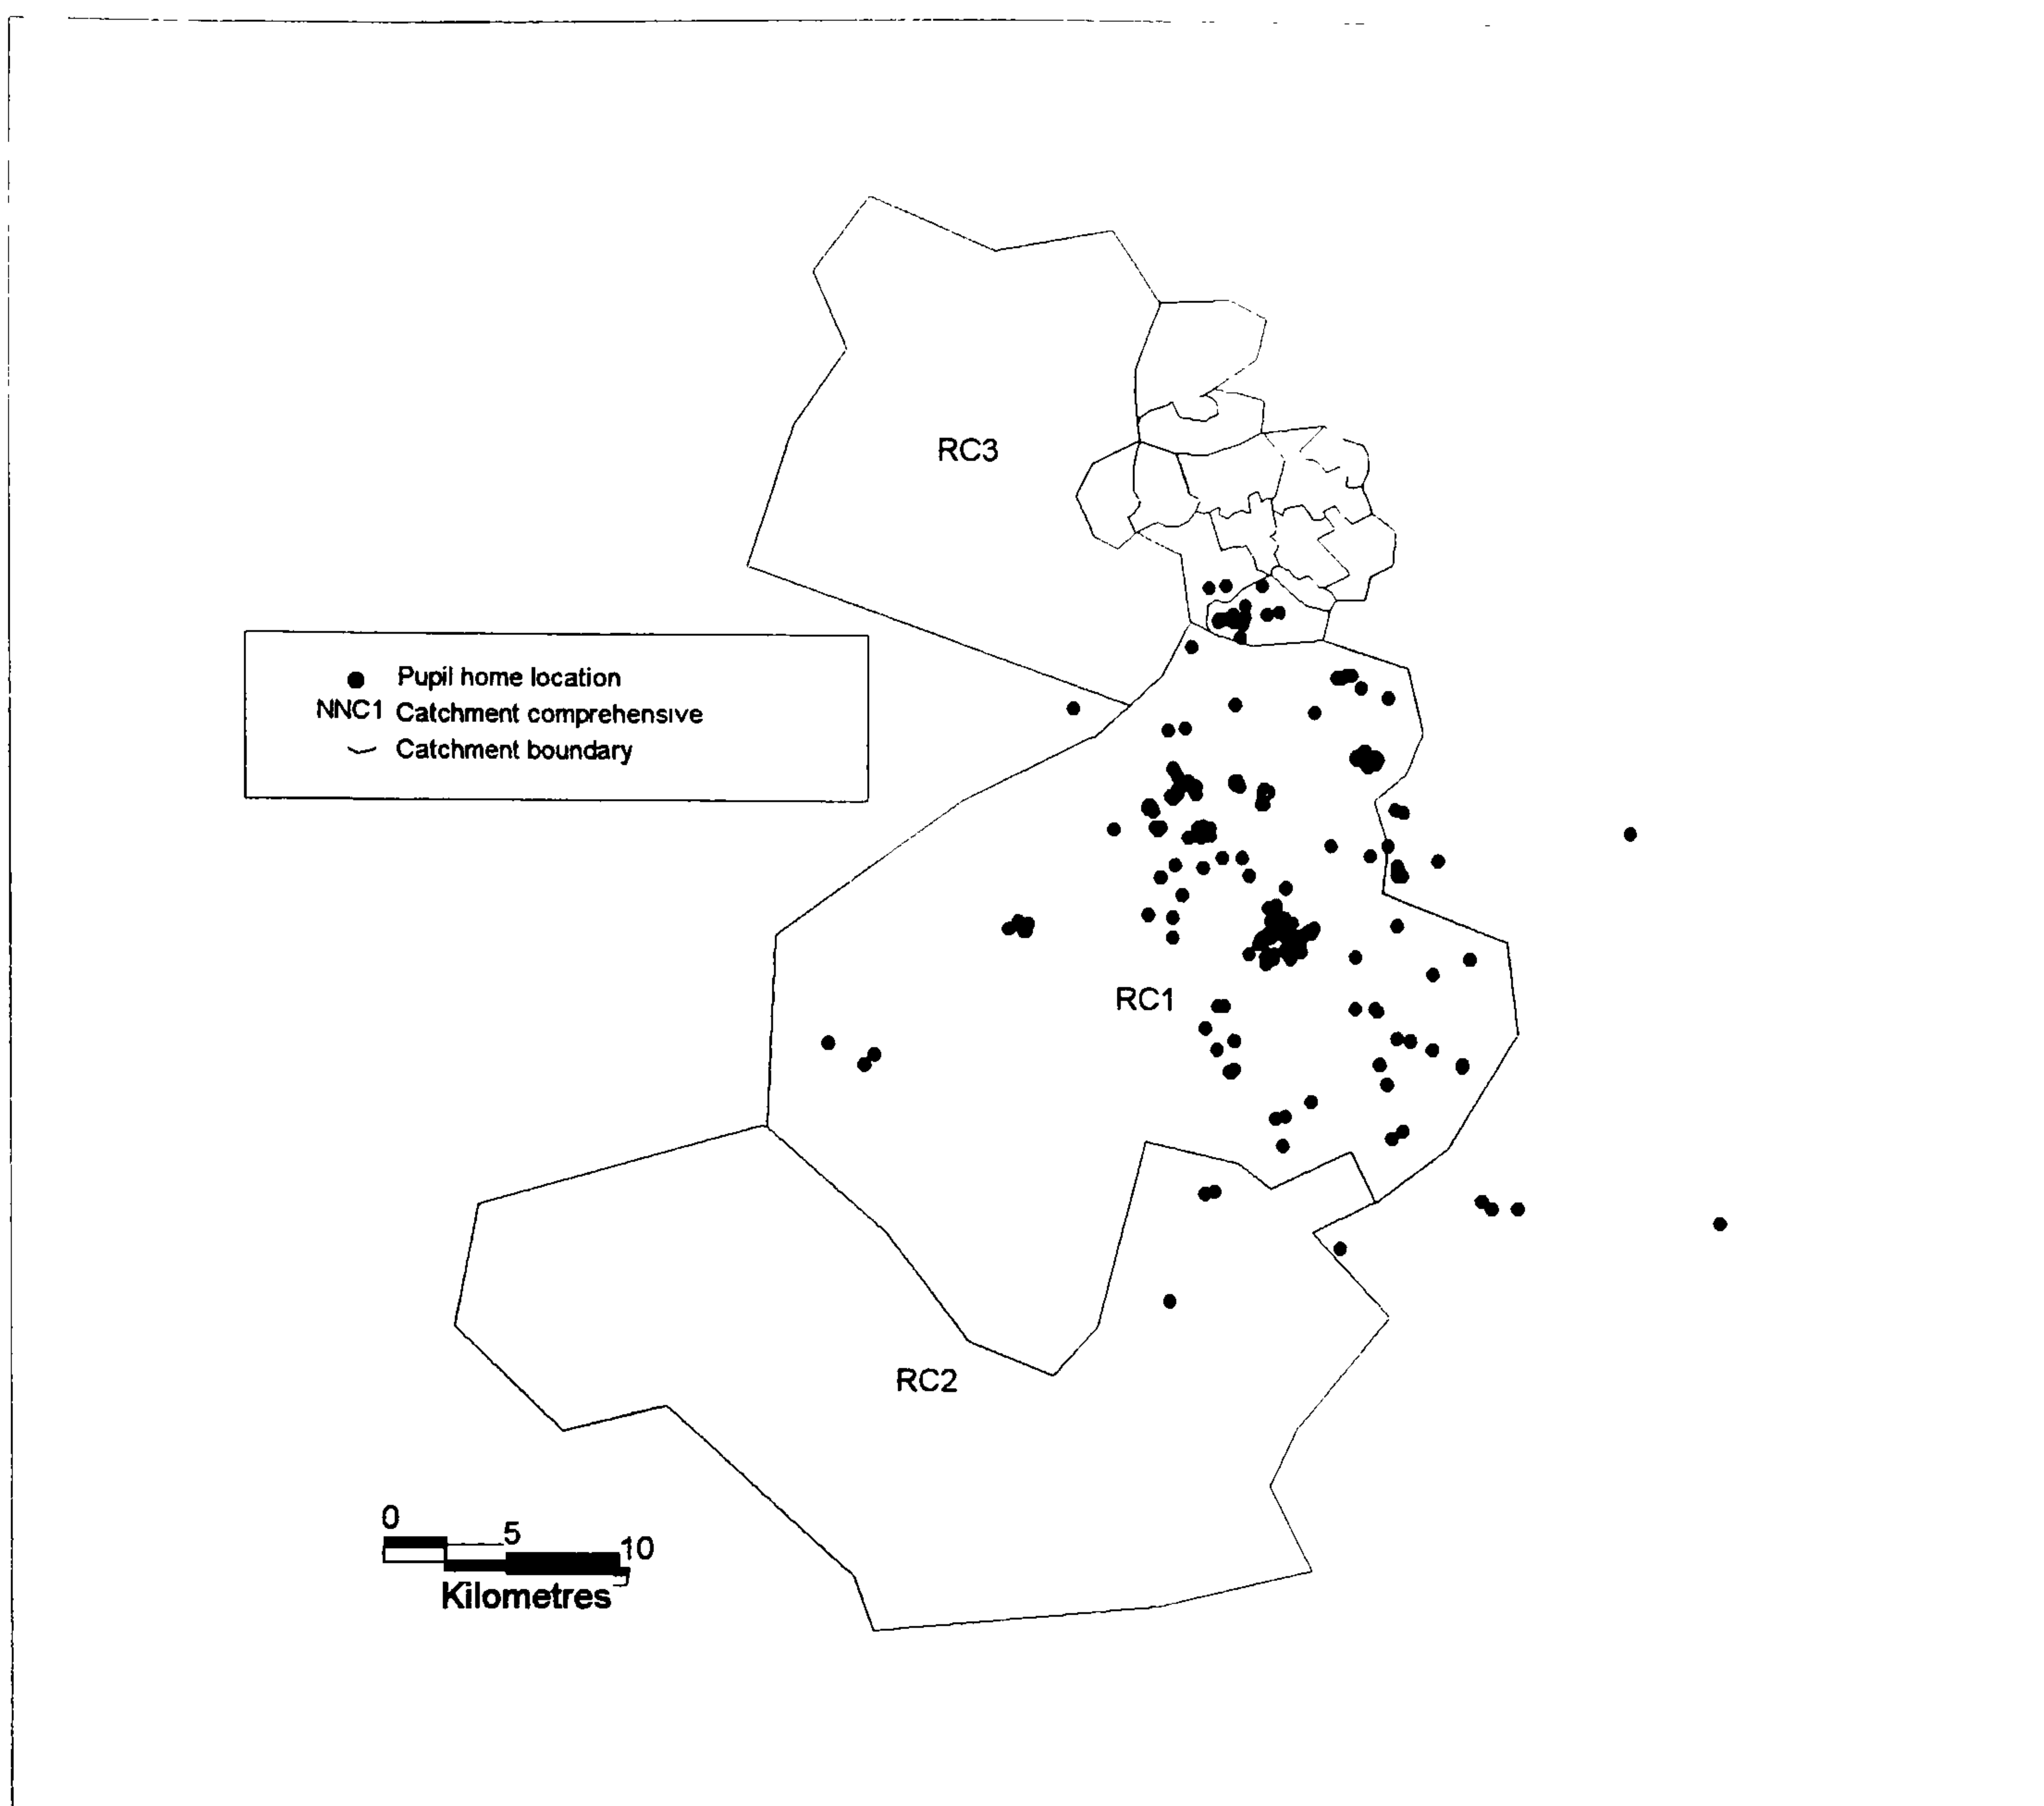 RC3
Pupil home location
NNC1 Catchment comprehensive
Catchment boundary
RC1
RC2
0
5
10
Kilometres